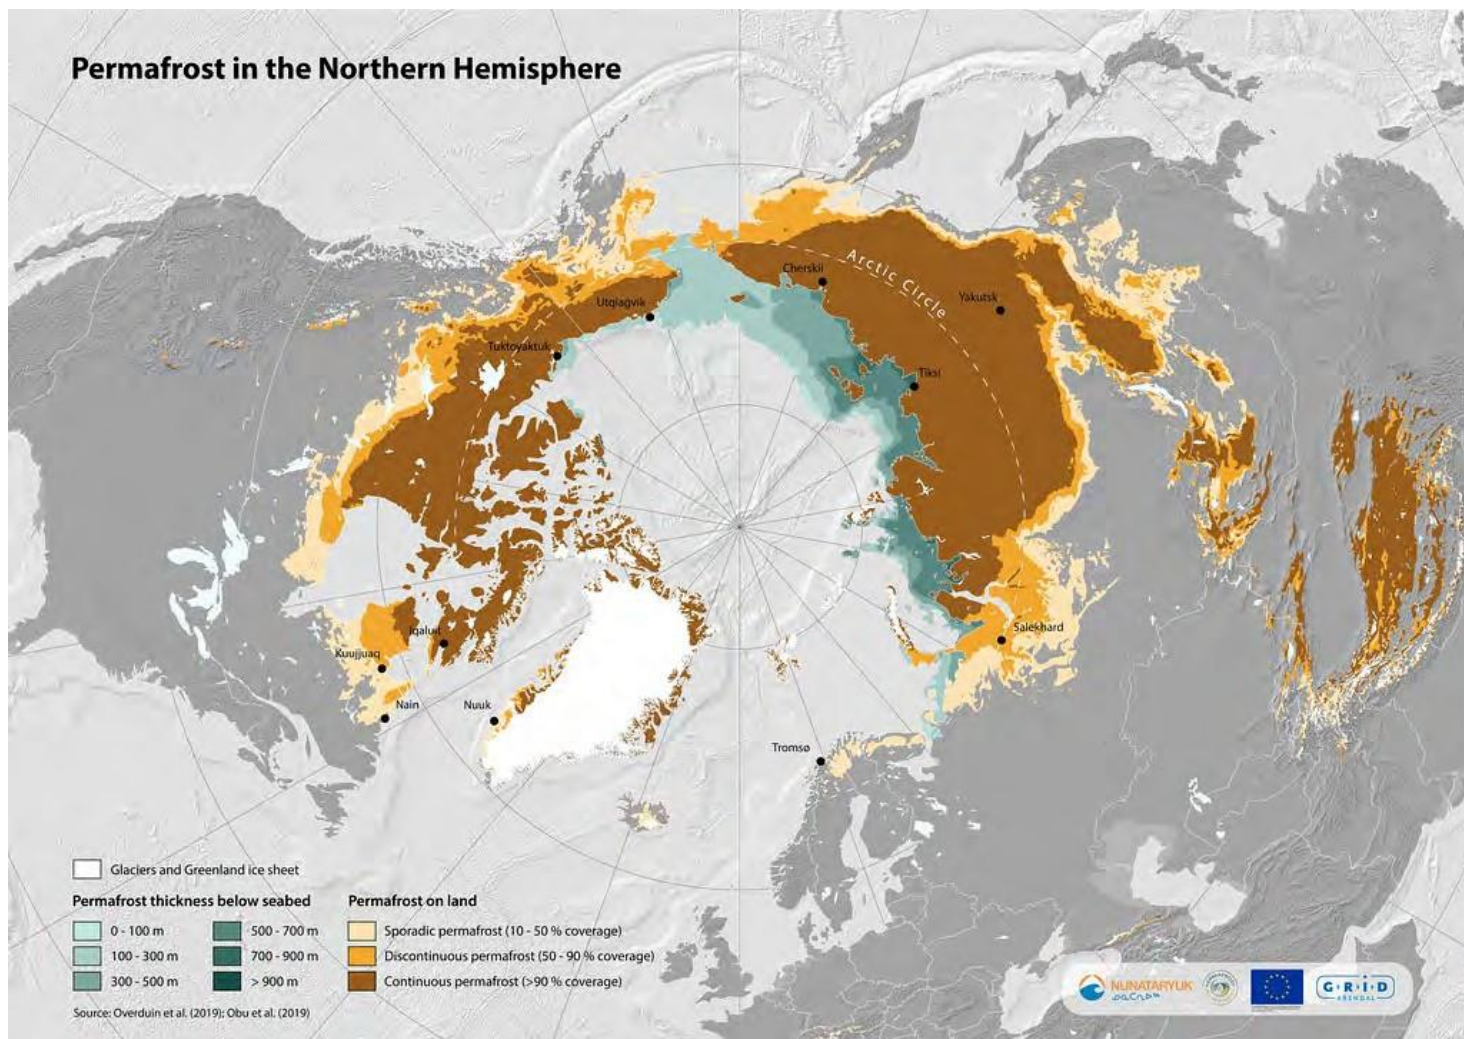 Permafrost in the Northern Hemisphere
Arctic Circle
Cherskii
Yakutsk
Utqiaġvik
Tuktoyaktuk
Tiksi
Iqaluit
Salekhard
Kuujjuaq
Nain
Nuuk
Tromsø
Glaciers and Greenland ice sheet
Permafrost thickness below seabed
0 - 100 m
100 - 300 m
300 - 500 m
500 - 700 m
700 - 900 m
> 900 m
Permafrost on land
Sporadic permafrost (10 - 50 % coverage)
Discontinuous permafrost (50 - 90 % coverage)
Continuous permafrost (>90 % coverage)
Source: Overduin et al. (2019); Obu et al. (2019)
NUNATARYUK
G·R·I·D
ARENDAL